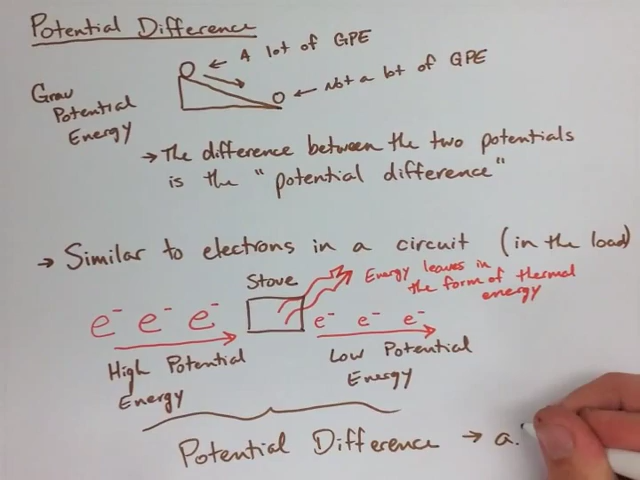 Potential Difference
← A lot of GPE
← Not a lot of GPE
Grav
Potential
Energy
→ The difference between the two potentials
is the "potential difference"
→ Similar to electrons in a circuit (in the load)
Stove
Energy leaves in
the form of thermal
energy
e⁻ e⁻ e⁻
e⁻ e⁻ e⁻
High Potential
Energy
Low Potential
Energy
Potential Difference → a.